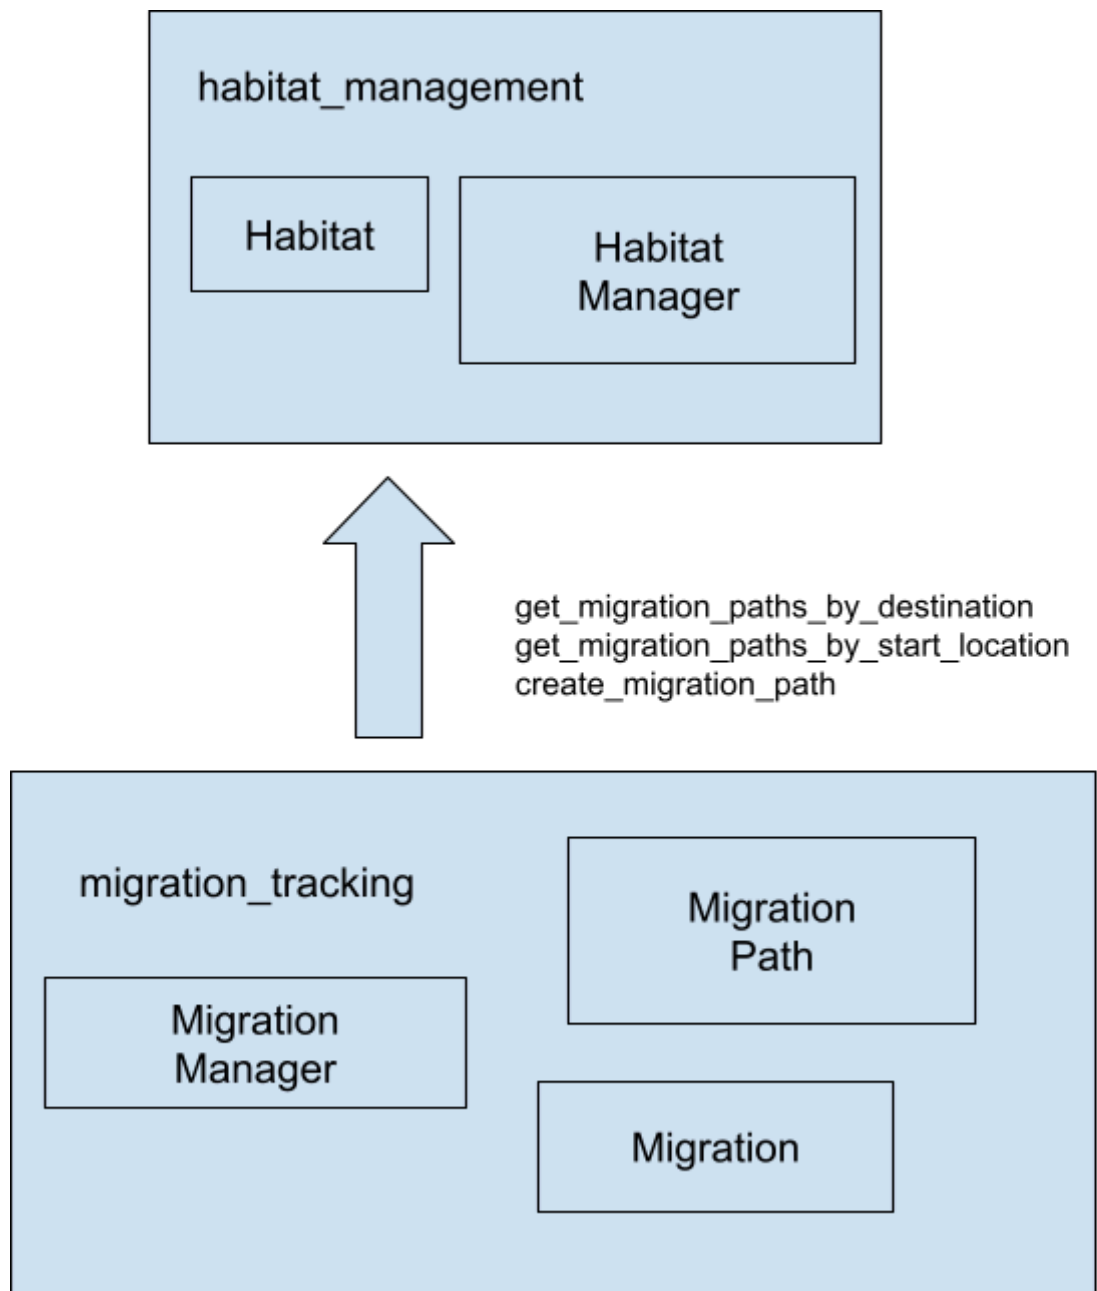 habitat_management
Habitat
Habitat
Manager
get_migration_paths_by_destination
get_migration_paths_by_start_location
create_migration_path
migration_tracking
Migration
Path
Migration
Manager
Migration